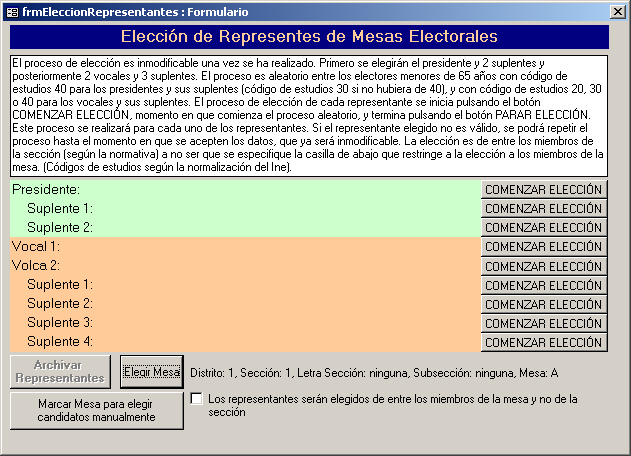 frmEleccionRepresentantes : Formulario
Elección de Representes de Mesas Electorales
El proceso de elección es inmodificable una vez se ha realizado. Primero se elegirán el presidente y 2 suplentes y
posteriormente 2 vocales y 3 suplentes. El proceso es aleatorio entre los electores menores de 65 años con código de
estudios 40 para los presidentes y sus suplentes (código de estudios 30 si no hubiera de 40), y con código de estudios 20, 30
o 40 para los vocales y sus suplentes. El proceso de elección de cada representante se inicia pulsando el botón
COMENZAR ELECCIÓN, momento en que comienza el proceso aleatorio, y termina pulsando el botón PARAR ELECCIÓN.
Este proceso se realizará para cada uno de los representantes. Si el representante elegido no es válido, se podrá repetir el
proceso hasta el momento en que se acepten los datos, que ya será inmodificable. La elección es de entre los miembros de
la sección (según la normativa) a no ser que se especifique la casilla de abajo que restringe a la elección a los miembros de la
mesa. (Códigos de estudios según la normalización del Ine).
Presidente: COMENZAR ELECCIÓN
Suplente 1: COMENZAR ELECCIÓN
Suplente 2: COMENZAR ELECCIÓN
Vocal 1: COMENZAR ELECCIÓN
Volca 2: COMENZAR ELECCIÓN
Suplente 1: COMENZAR ELECCIÓN
Suplente 2: COMENZAR ELECCIÓN
Suplente 3: COMENZAR ELECCIÓN
Suplente 4: COMENZAR ELECCIÓN
Archivar
Representantes
Elegir Mesa
Distrito: 1, Sección: 1, Letra Sección: ninguna, Subsección: ninguna, Mesa: A
Marcar Mesa para elegir
candidatos manualmente
Los representantes serán elegidos de entre los miembros de la mesa y no de la
sección